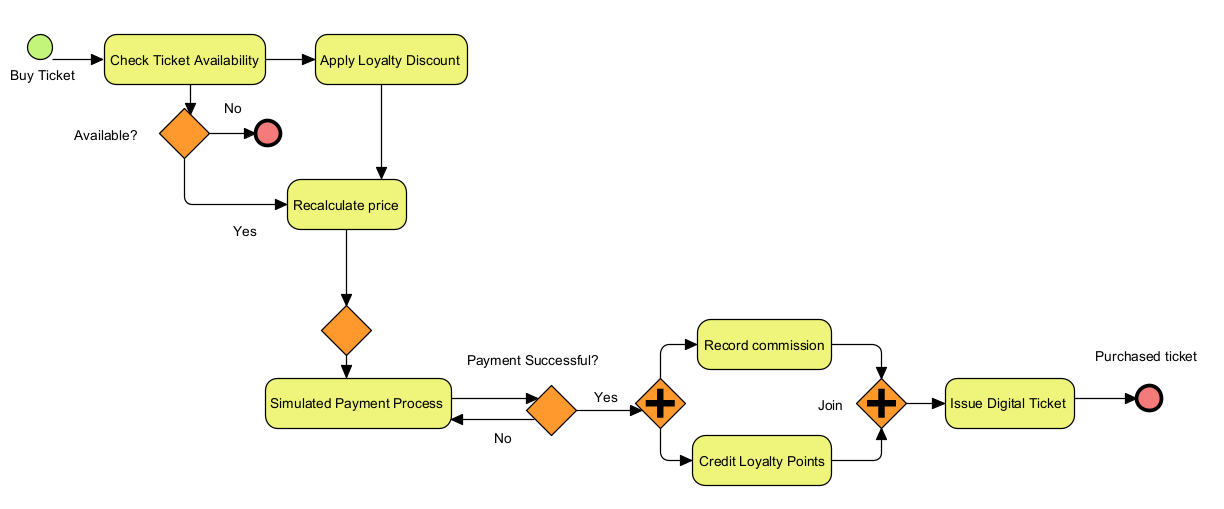 Buy Ticket
Check Ticket Availability
Apply Loyalty Discount
Available?
No
Recalculate price
Yes
Payment Successful?
Simulated Payment Process
Yes
No
Record commission
Credit Loyalty Points
Join
Issue Digital Ticket
Purchased ticket